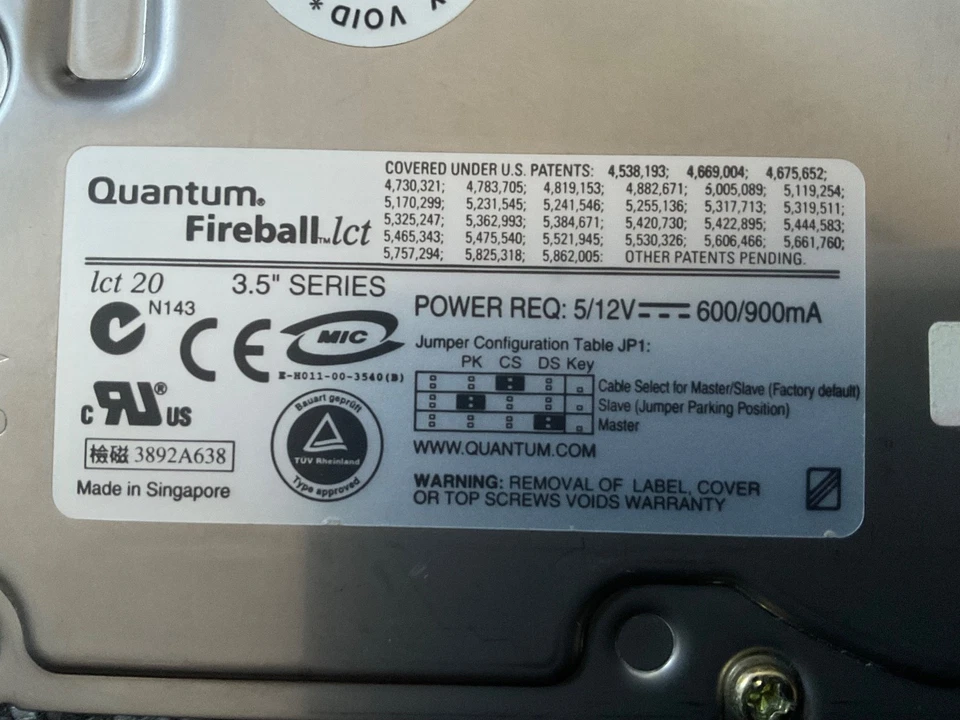 * VOID
Quantum®
Fireball™ lct
COVERED UNDER U.S. PATENTS: 4,538,193; 4,669,004; 4,675,652;
4,730,321; 4,783,705; 4,819,153; 4,882,671; 5,005,089; 5,119,254;
5,170,299; 5,231,545; 5,241,546; 5,255,136; 5,317,713; 5,319,511;
5,325,247; 5,362,993; 5,384,671; 5,420,730; 5,422,895; 5,444,583;
5,465,343; 5,475,540; 5,521,945; 5,530,326; 5,606,466; 5,661,760;
5,757,294; 5,825,318; 5,862,005: OTHER PATENTS PENDING.
lct 20 3.5" SERIES
N143
CE
MIC
E-H011-00-3540(B)
c RU® US
Bauart geprüft
TÜV Rheinland
Type approved
檢磁 3892A638
Made in Singapore
POWER REQ: 5/12V 600/900mA
Jumper Configuration Table JP1:
PK CS DS Key
Cable Select for Master/Slave (Factory default)
Slave (Jumper Parking Position)
Master
WWW.QUANTUM.COM
WARNING: REMOVAL OF LABEL, COVER
OR TOP SCREWS VOIDS WARRANTY